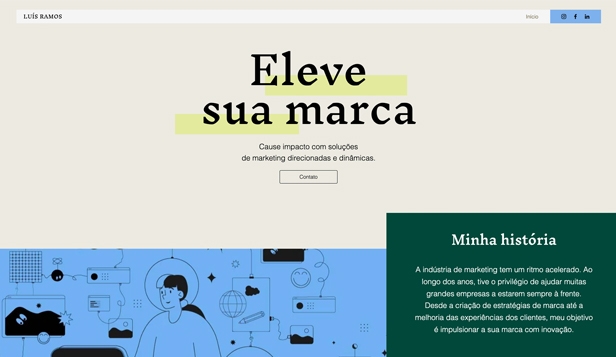 LUÍS RAMOS
Início
Eleve
sua marca
Cause impacto com soluções
de marketing direcionadas e dinâmicas.
Contato
Minha história
A indústria de marketing tem um ritmo acelerado. Ao
longo dos anos, tive o privilégio de ajudar muitas
grandes empresas a estarem sempre à frente.
Desde a criação de estratégias de marca até a
melhoria das experiências dos clientes, meu objetivo
é impulsionar a sua marca com inovação.